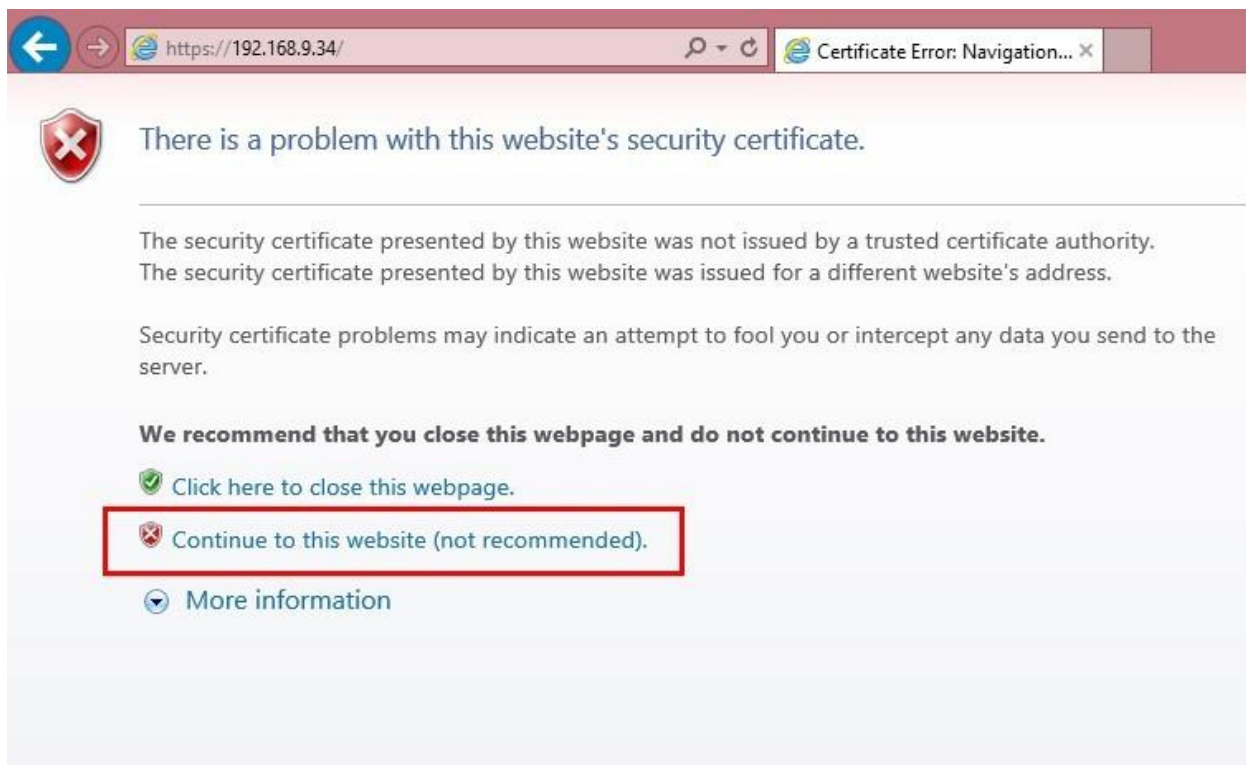 https://192.168.9.34/
Certificate Error: Navigation...
There is a problem with this website's security certificate.
The security certificate presented by this website was not issued by a trusted certificate authority.
The security certificate presented by this website was issued for a different website's address.
Security certificate problems may indicate an attempt to fool you or intercept any data you send to the
server.
We recommend that you close this webpage and do not continue to this website.
Click here to close this webpage.
Continue to this website (not recommended).
More information